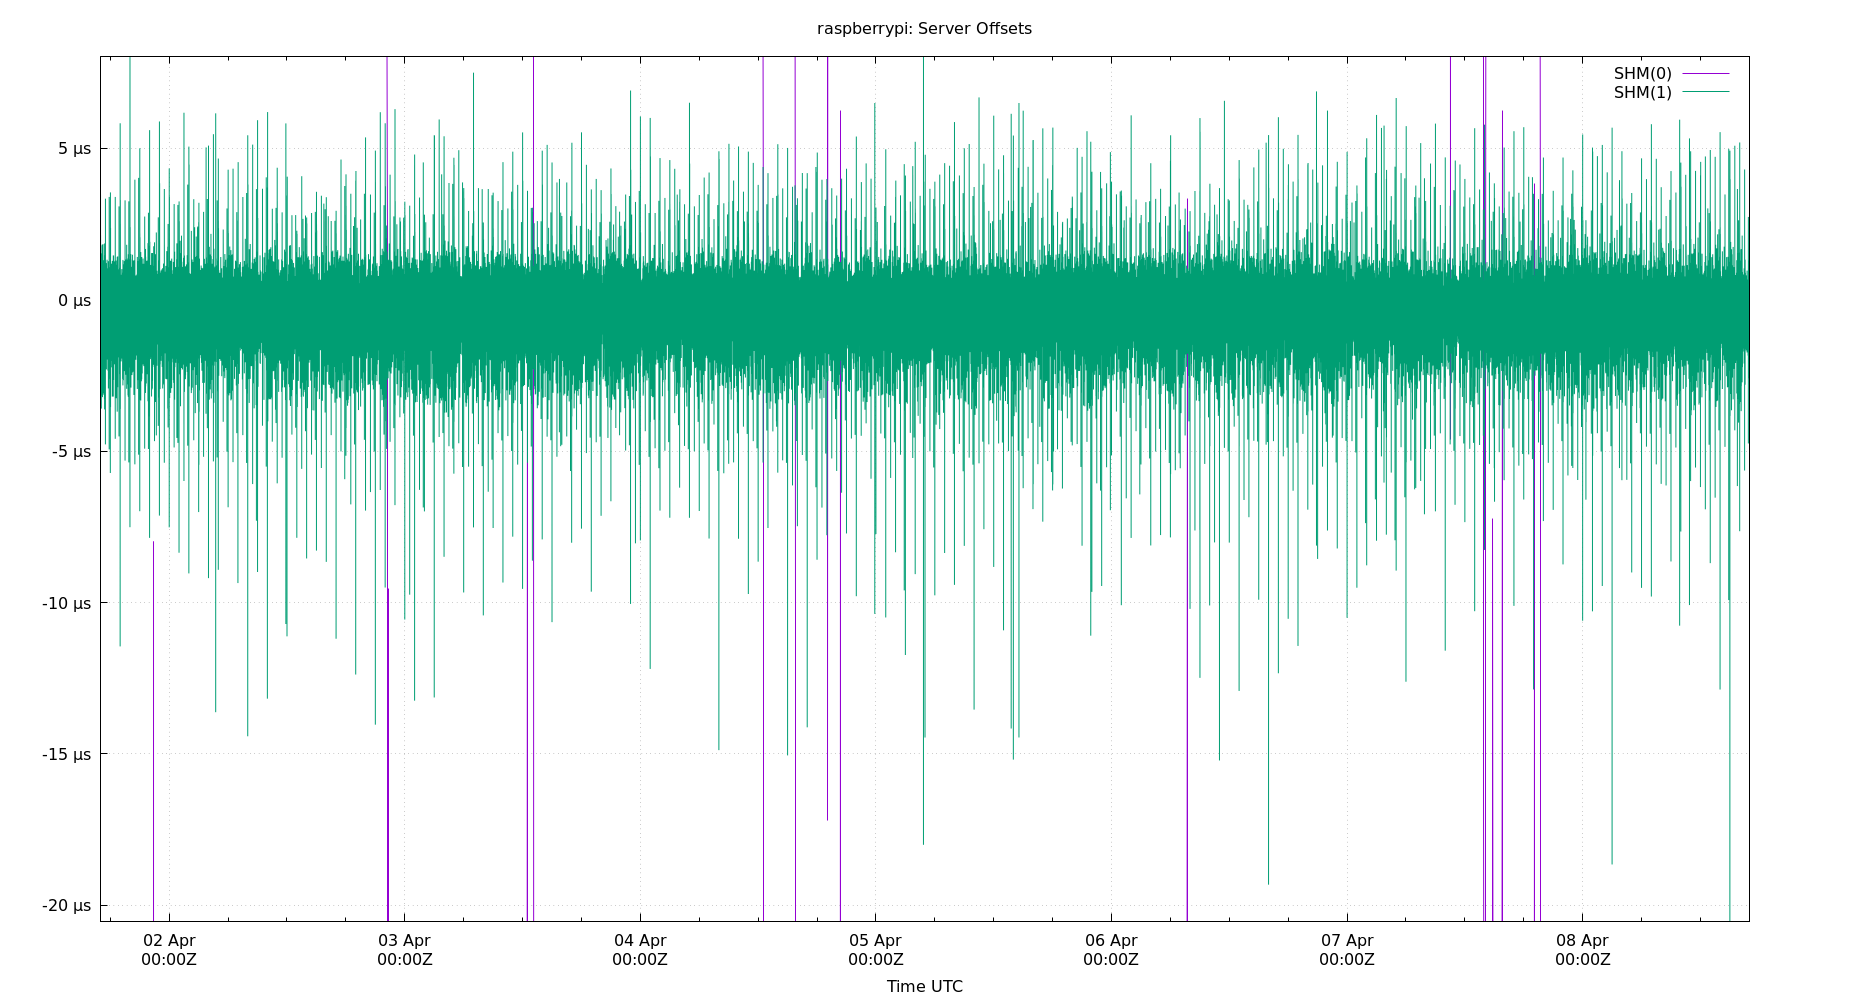 raspberrypi: Server Offsets
SHM(0)
SHM(1)
5 µs
0 µs
-5 µs
-10 µs
-15 µs
-20 µs
02 Apr
00:00Z
03 Apr
00:00Z
04 Apr
00:00Z
05 Apr
00:00Z
06 Apr
00:00Z
07 Apr
00:00Z
08 Apr
00:00Z
Time UTC